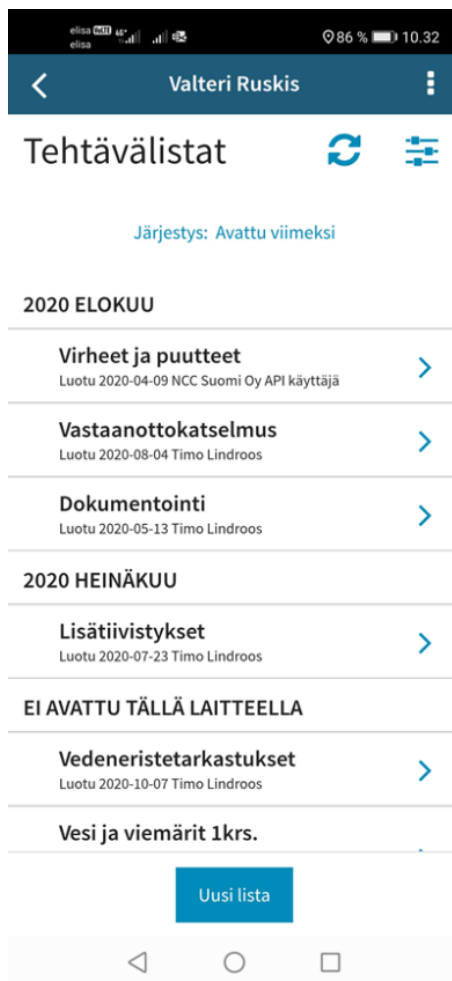 elisa VoLTE 4G+
elisa
86 % 10.32
Valteri Ruskis
Tehtävälistat
Järjestys: Avattu viimeksi
2020 ELOKUU
Virheet ja puutteet
Luotu 2020-04-09 NCC Suomi Oy API käyttäjä
Vastaanottokatselmus
Luotu 2020-08-04 Timo Lindroos
Dokumentointi
Luotu 2020-05-13 Timo Lindroos
2020 HEINÄKUU
Lisätiivistykset
Luotu 2020-07-23 Timo Lindroos
EI AVATTU TÄLLÄ LAITTEELLA
Vedeneristetarkastukset
Luotu 2020-10-07 Timo Lindroos
Vesi ja viemärit 1krs.
Uusi lista